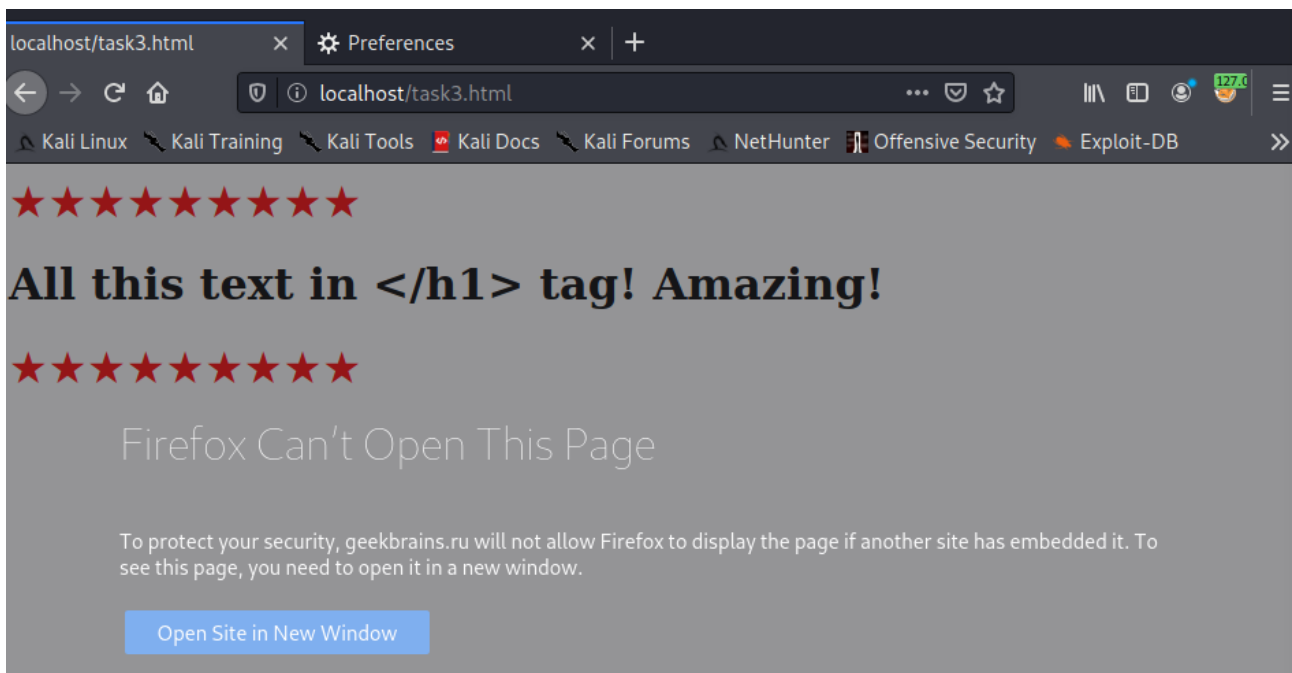 localhost/task3.html × Preferences × +
localhost/task3.html ••• 127.0
Kali Linux Kali Training Kali Tools Kali Docs Kali Forums NetHunter Offensive Security Exploit-DB »
★★★★★★★★★
All this text in </h1> tag! Amazing!
★★★★★★★★★
Firefox Can't Open This Page
To protect your security, geekbrains.ru will not allow Firefox to display the page if another site has embedded it. To
see this page, you need to open it in a new window.
Open Site in New Window